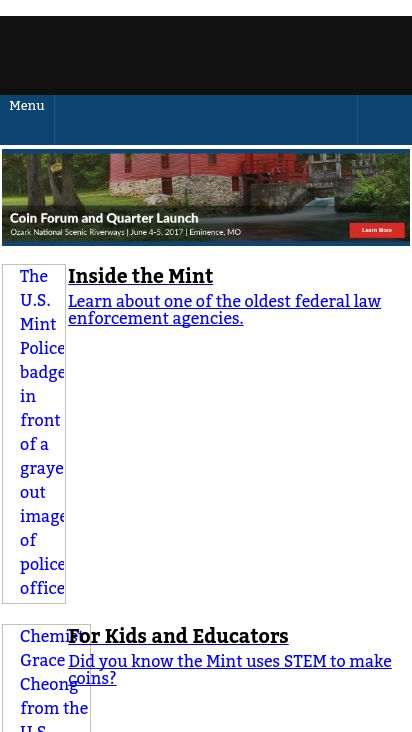 Menu
Coin Forum and Quarter Launch
Ozark National Scenic Riverways | June 4-5, 2017 | Eminence, MO
Learn More
The
U.S.
Mint
Police
badge
in
front
of a
graye
out
image
of
police
office
Inside the Mint
Learn about one of the oldest federal law
enforcement agencies.
Chemist
Grace
Cheong
from the
U.S.
For Kids and Educators
Did you know the Mint uses STEM to make
coins?